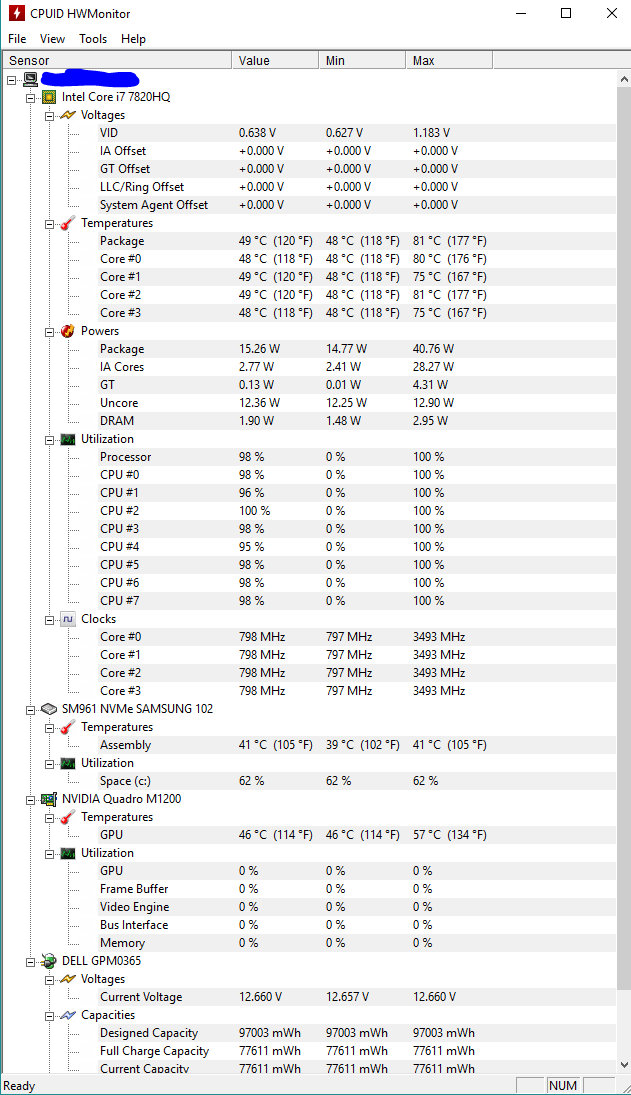 CPUID HWMonitor
File View Tools Help
Sensor Value Min Max
Intel Core i7 7820HQ
Voltages
VID 0.638 V 0.627 V 1.183 V
IA Offset +0.000 V +0.000 V +0.000 V
GT Offset +0.000 V +0.000 V +0.000 V
LLC/Ring Offset +0.000 V +0.000 V +0.000 V
System Agent Offset +0.000 V +0.000 V +0.000 V
Temperatures
Package 49 °C (120 °F) 48 °C (118 °F) 81 °C (177 °F)
Core #0 48 °C (118 °F) 48 °C (118 °F) 80 °C (176 °F)
Core #1 49 °C (120 °F) 48 °C (118 °F) 75 °C (167 °F)
Core #2 49 °C (120 °F) 48 °C (118 °F) 81 °C (177 °F)
Core #3 48 °C (118 °F) 48 °C (118 °F) 75 °C (167 °F)
Powers
Package 15.26 W 14.77 W 40.76 W
IA Cores 2.77 W 2.41 W 28.27 W
GT 0.13 W 0.01 W 4.31 W
Uncore 12.36 W 12.25 W 12.90 W
DRAM 1.90 W 1.48 W 2.95 W
Utilization
Processor 98 % 0 % 100 %
CPU #0 98 % 0 % 100 %
CPU #1 96 % 0 % 100 %
CPU #2 100 % 0 % 100 %
CPU #3 98 % 0 % 100 %
CPU #4 95 % 0 % 100 %
CPU #5 98 % 0 % 100 %
CPU #6 98 % 0 % 100 %
CPU #7 98 % 0 % 100 %
Clocks
Core #0 798 MHz 797 MHz 3493 MHz
Core #1 798 MHz 797 MHz 3493 MHz
Core #2 798 MHz 797 MHz 3493 MHz
Core #3 798 MHz 797 MHz 3493 MHz
SM961 NVMe SAMSUNG 102
Temperatures
Assembly 41 °C (105 °F) 39 °C (102 °F) 41 °C (105 °F)
Utilization
Space (c:) 62 % 62 % 62 %
NVIDIA Quadro M1200
Temperatures
GPU 46 °C (114 °F) 46 °C (114 °F) 57 °C (134 °F)
Utilization
GPU 0 % 0 % 0 %
Frame Buffer 0 % 0 % 0 %
Video Engine 0 % 0 % 0 %
Bus Interface 0 % 0 % 0 %
Memory 0 % 0 % 0 %
DELL GPM0365
Voltages
Current Voltage 12.660 V 12.657 V 12.660 V
Capacities
Designed Capacity 97003 mWh 97003 mWh 97003 mWh
Full Charge Capacity 77611 mWh 77611 mWh 77611 mWh
Current Capacity 77611 mWh 77611 mWh 77611 mWh
Ready NUM